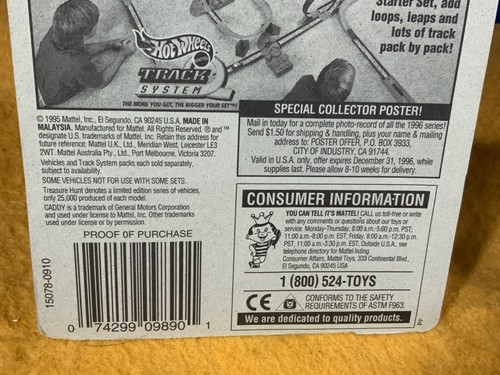 Starter Set, add
loops, leaps and
lots of track
pack by pack!
HOT WHEELS
MATTEL
TRACK
SYSTEM
THE MORE YOU GET, THE BIGGER YOUR SET™!
© 1995 Mattel, Inc., El Segundo, CA 90245 U.S.A. MADE IN
MALAYSIA. Manufactured for Mattel. All Rights Reserved. ® and ™
designate U.S. trademarks of Mattel, Inc. Retain this address for
future reference: Mattel U.K., Ltd., Meridian West, Leicester LE3
2WT. Mattel Australia Pty., Ltd., Port Melbourne, Victoria 3207.
Vehicles and Track System packs each sold separately,
subject to availability.
SOME VEHICLES NOT FOR USE WITH SOME SETS.
Treasure Hunt denotes a limited edition series of vehicles,
only 25,000 produced of each model.
CADDY is a trademark of General Motors Corporation
and used under license to Mattel, Inc. Other trademarks
used under license or by permission.
PROOF OF PURCHASE
15078-0910
0 74299 09890 1
SPECIAL COLLECTOR POSTER!
Mail in today for a complete photo-record of all the 1996 series!
Send $1.50 for shipping & handling, plus your name & mailing
address to: POSTER OFFER, P.O. BOX 3933,
CITY OF INDUSTRY, CA 91744.
Valid in U.S.A. only, offer expires December 31, 1996, while
supplies last. Please allow 8-10 weeks for delivery.
CONSUMER INFORMATION
YOU CAN TELL IT'S MATTEL! CALL us toll-free or write
with any comments or questions about our toys or
service. Monday-Thursday, 8:00 a.m.-5:00 p.m, PST;
11:00 a.m.-8:00 p.m. EST; Friday, 8:00 a.m.-12:30 p.m.
PST, 11:00 a.m.-3:30 p.m. EST. Outside U.S.A., see
telephone directory for Mattel listing.
Consumer Affairs, Mattel Toys, 333 Continental Blvd.,
El Segundo, CA 90245 USA
1 (800) 524-TOYS
CE
CONFORMS TO THE SAFETY
REQUIREMENTS OF ASTM F963.
We are dedicated to quality products.